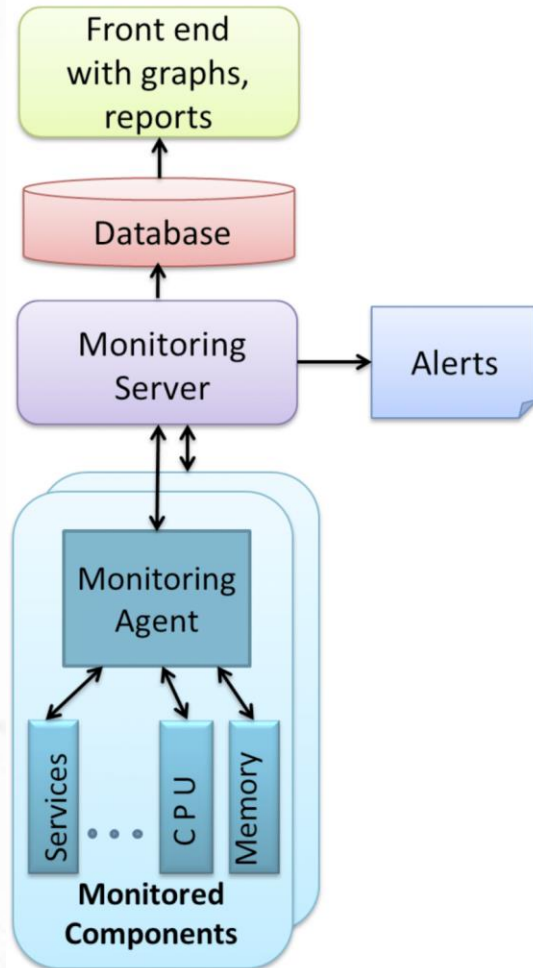 Front end
with graphs,
reports
Database
Monitoring
Server
Alerts
Monitoring
Agent
Services
C P U
Memory
Monitored
Components